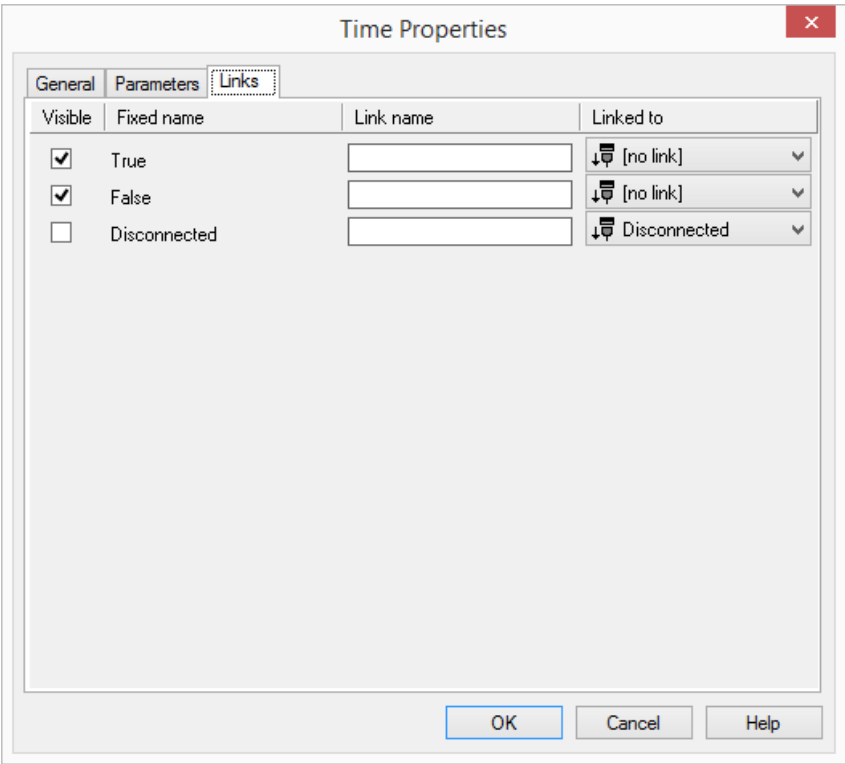 Time Properties
General Parameters Links
Visible Fixed name Link name Linked to
True [no link]
False [no link]
Disconnected Disconnected
OK Cancel Help